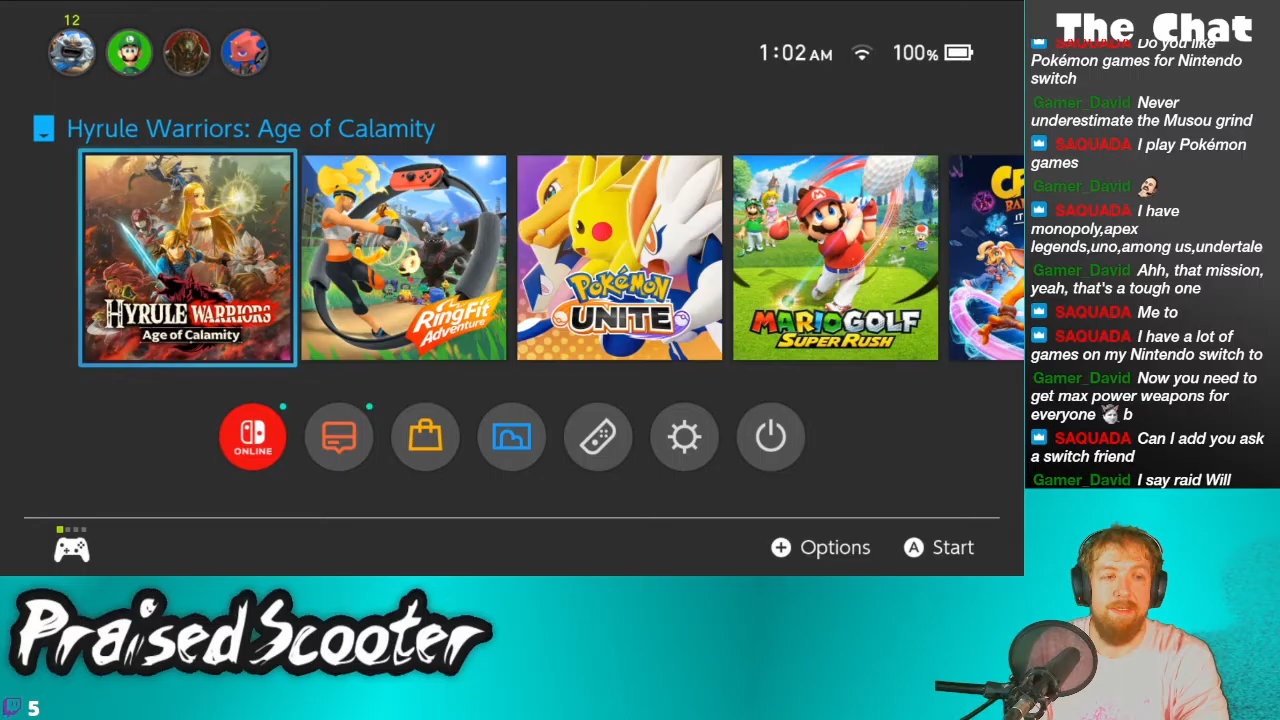 12
1:02 AM
100%
Hyrule Warriors: Age of Calamity
HYRULE WARRIORS
Age of Calamity
RingFit
Adventure
Pokémon
UNITE
MARIO GOLF
SUPER RUSH
ONLINE
Options
A Start
PraisedScooter
5
The Chat
SAQUADA Do you like
Pokémon games for Nintendo
switch
Gamer_David Never
underestimate the Musou grind
SAQUADA I play Pokémon
games
Gamer_David
SAQUADA I have
monopoly,apex
legends,uno,among us,undertale
Gamer_David Ahh, that mission,
yeah, that's a tough one
SAQUADA Me to
SAQUADA I have a lot of
games on my Nintendo switch to
Gamer_David Now you need to
get max power weapons for
everyone b
SAQUADA Can I add you ask
a switch friend
Gamer_David I say raid Will